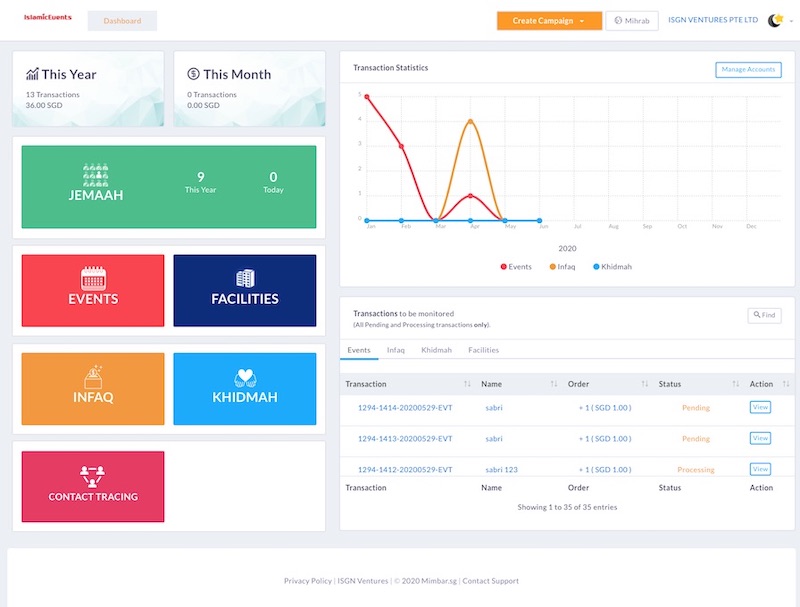 IslamicEvents
Dashboard
Create Campaign
Mihrab
ISGN VENTURES PTE LTD
This Year
13 Transactions
36.00 SGD
This Month
0 Transactions
0.00 SGD
JEMAAH
9
This Year
0
Today
EVENTS
FACILITIES
INFAQ
KHIDMAH
CONTACT TRACING
Transaction Statistics
Manage Accounts
5
4
3
2
1
0
Jan Feb Mar Apr May Jun Jul Aug Sep Oct Nov Dec
2020
Events Infaq Khidmah
Transactions to be monitored
(All Pending and Processing transactions only).
Find
Events Infaq Khidmah Facilities
Transaction Name Order Status Action
1294-1414-20200529-EVT sabri + 1 ( SGD 1.00 ) Pending View
1294-1413-20200529-EVT sabri + 1 ( SGD 1.00 ) Pending View
1294-1412-20200529-EVT sabri 123 + 1 ( SGD 1.00 ) Processing View
Transaction Name Order Status Action
Showing 1 to 35 of 35 entries
Privacy Policy | ISGN Ventures | © 2020 Mimbar.sg | Contact Support